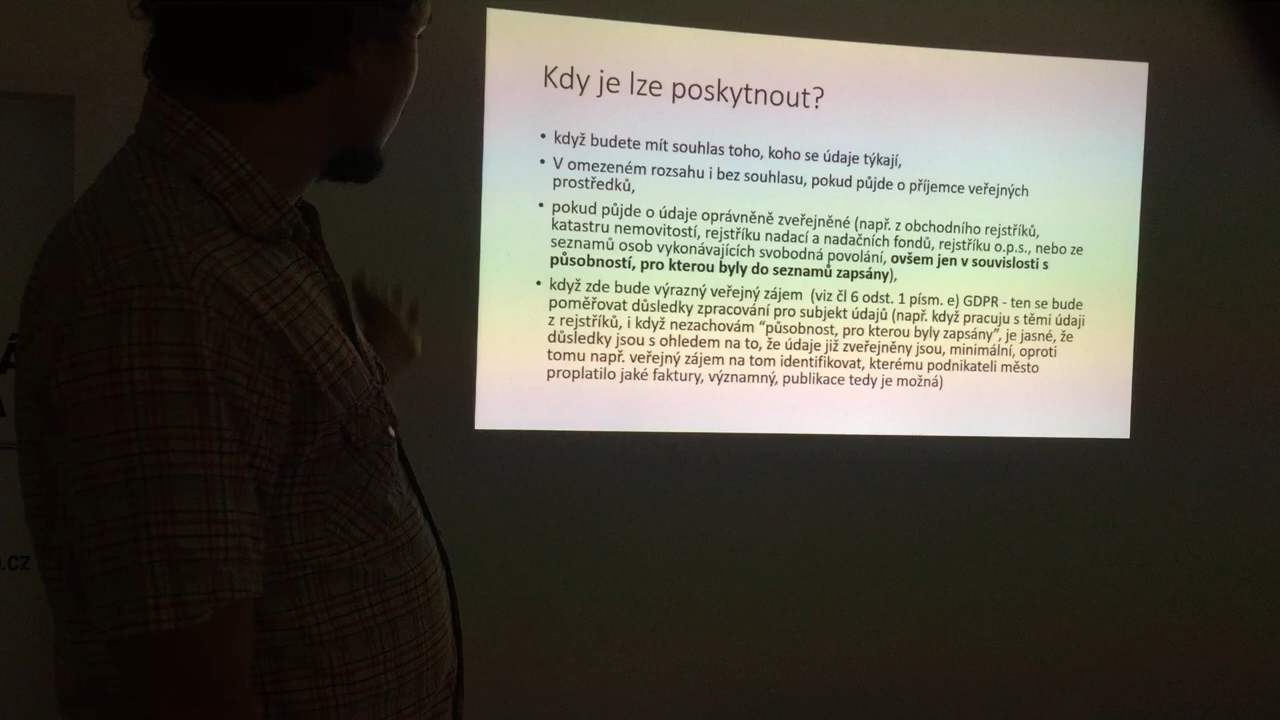 Kdy je lze poskytnout?
• když budete mít souhlas toho, koho se údaje týkají,
• V omezeném rozsahu i bez souhlasu, pokud půjde o příjemce veřejných
prostředků,
• pokud půjde o údaje oprávněně zveřejněné (např. z obchodního rejstříků,
katastru nemovitostí, rejstříku nadací a nadačních fondů, rejstříku o.p.s., nebo ze
seznamů osob vykonávajících svobodná povolání, ovšem jen v souvislosti s
působností, pro kterou byly do seznamů zapsány),
• když zde bude výrazný veřejný zájem (viz čl 6 odst. 1 písm. e) GDPR - ten se bude
poměřovat důsledky zpracování pro subjekt údajů (např. když pracuju s těmi údaji
z rejstříků, i když nezachovám “působnost, pro kterou byly zapsány”, je jasné, že
důsledky jsou s ohledem na to, že údaje již zveřejněny jsou, minimální, oproti
tomu např. veřejný zájem na tom identifikovat, kterému podnikateli město
proplatilo jaké faktury, významný, publikace tedy je možná)
.CZ